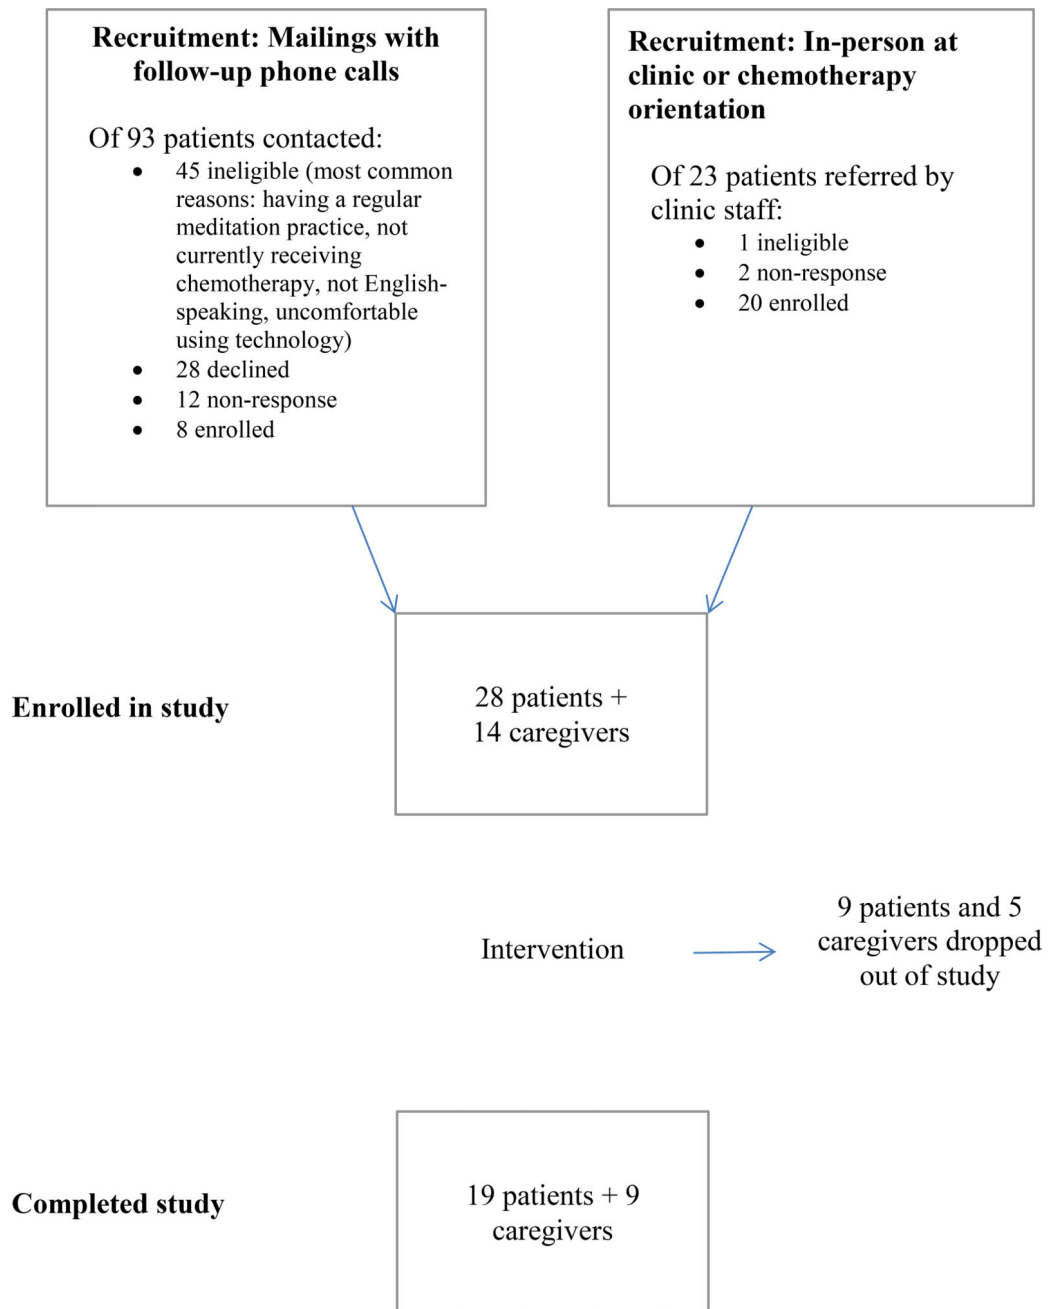 Recruitment: Mailings with
follow-up phone calls
Of 93 patients contacted:
• 45 ineligible (most common
reasons: having a regular
meditation practice, not
currently receiving
chemotherapy, not English-
speaking, uncomfortable
using technology)
• 28 declined
• 12 non-response
• 8 enrolled
Recruitment: In-person at
clinic or chemotherapy
orientation
Of 23 patients referred by
clinic staff:
• 1 ineligible
• 2 non-response
• 20 enrolled
Enrolled in study
28 patients +
14 caregivers
Intervention
9 patients and 5
caregivers dropped
out of study
Completed study
19 patients + 9
caregivers